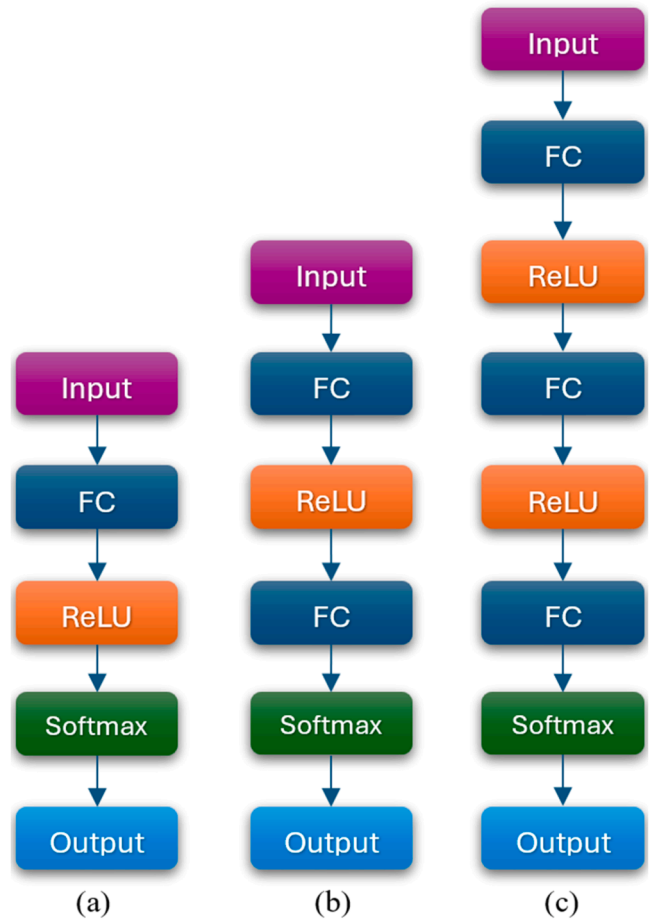 Input
FC
ReLU
Softmax
Output
(a)
Input
FC
ReLU
FC
Softmax
Output
(b)
Input
FC
ReLU
FC
ReLU
FC
Softmax
Output
(c)